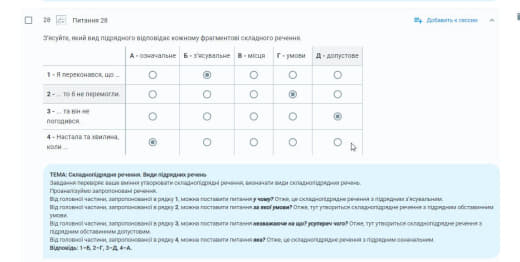 28 Питання 28 Добавить к сессии
З'ясуйте, який вид підрядного відповідає кожному фрагментові складного речення.
А - означальне Б - з'ясувальне В - місця Г - умови Д - допустове
1 - Я переконався, що ...
2 - ... то б не перемогли.
3 - ... та він не
погодився.
4 - Настала та хвилина,
коли ...
ТЕМА: Складнопідрядне речення. Види підрядних речень
Завдання перевіряє ваше вміння утворювати складнопідрядні речення, визначати види складнопідрядних речень.
Проаналізуймо запропоновані речення.
Від головної частини, запропонованої в рядку 1, можна поставити питання у чому? Отже, це складнопідрядне речення з підрядним з'ясувальним.
Від головної частини, запропонованої в рядку 2, можна поставити питання за якої умови? Отже, тут утвориться складнопідрядне речення з підрядним обставинним
умови.
Від головної частини, запропонованої в рядку 3, можна поставити питання незважаючи на що? усупереч чого? Отже, тут утвориться складнопідрядне речення з
підрядним обставинним допустовим.
Від головної частини, запропонованої в рядку 4, можна поставити питання яка? Отже, це складнопідрядне речення з підрядним означальним.
Відповідь: 1–Б, 2–Г, 3–Д, 4–А.